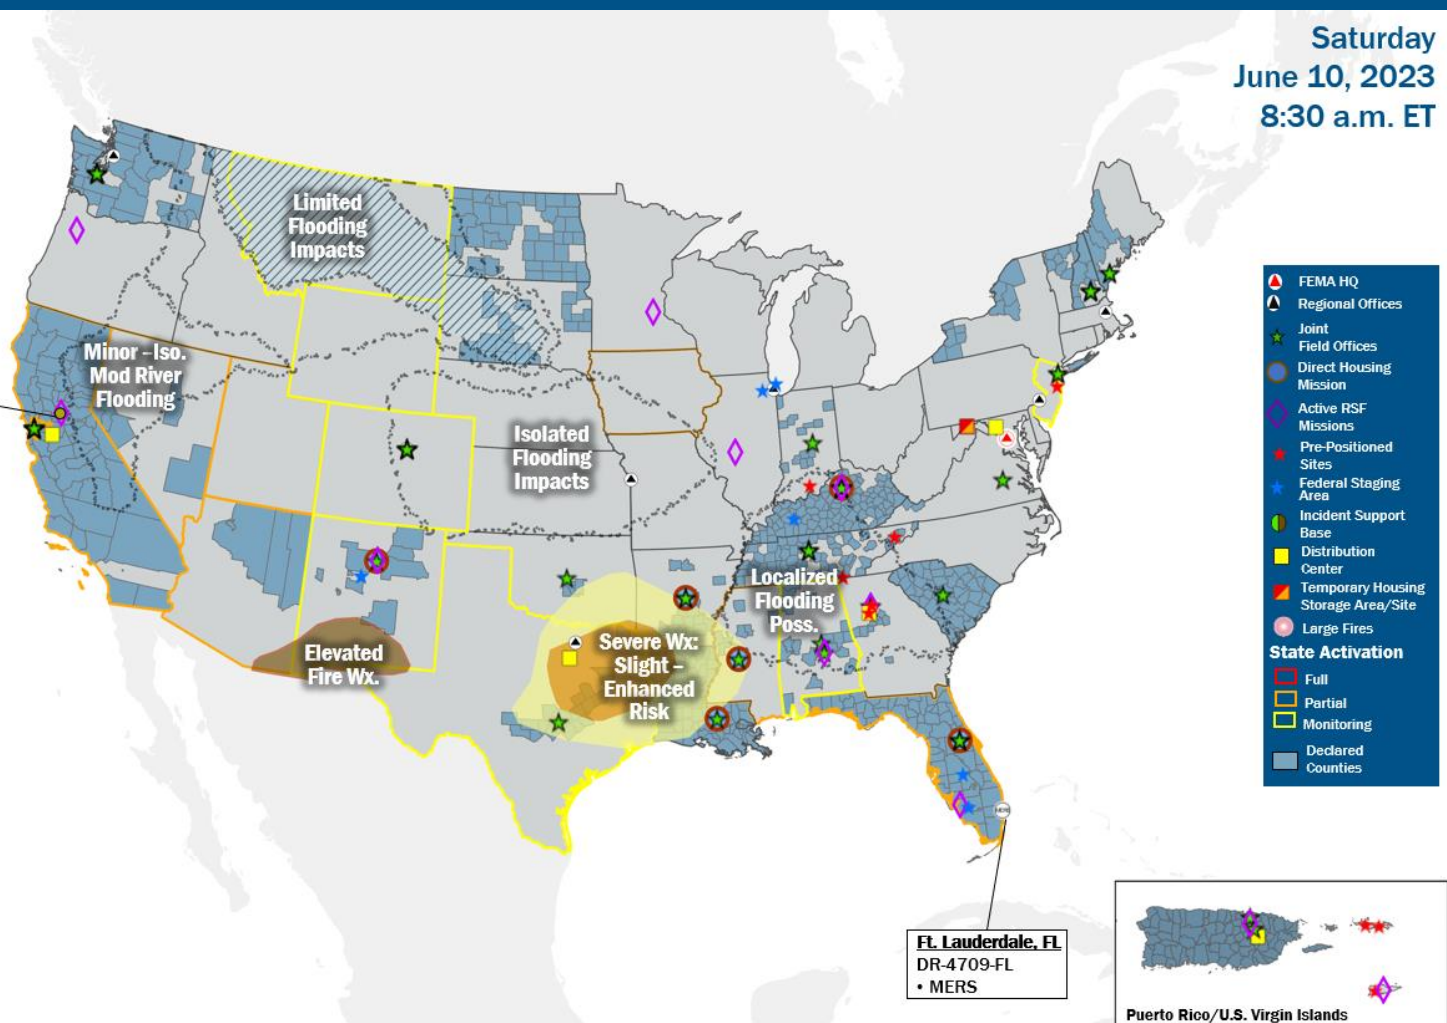 Saturday
June 10, 2023
8:30 a.m. ET
Limited
Flooding
Impacts
Minor –Iso.
Mod River
Flooding
Isolated
Flooding
Impacts
Localized
Flooding
Poss.
Elevated
Fire Wx.
Severe Wx:
Slight –
Enhanced
Risk
FEMA HQ
Regional Offices
Joint
Field Offices
Direct Housing
Mission
Active RSF
Missions
Pre-Positioned
Sites
Federal Staging
Area
Incident Support
Base
Distribution
Center
Temporary Housing
Storage Area/Site
Large Fires
State Activation
Full
Partial
Monitoring
Declared
Counties
MERS
Ft. Lauderdale, FL
DR-4709-FL
• MERS
Puerto Rico/U.S. Virgin Islands